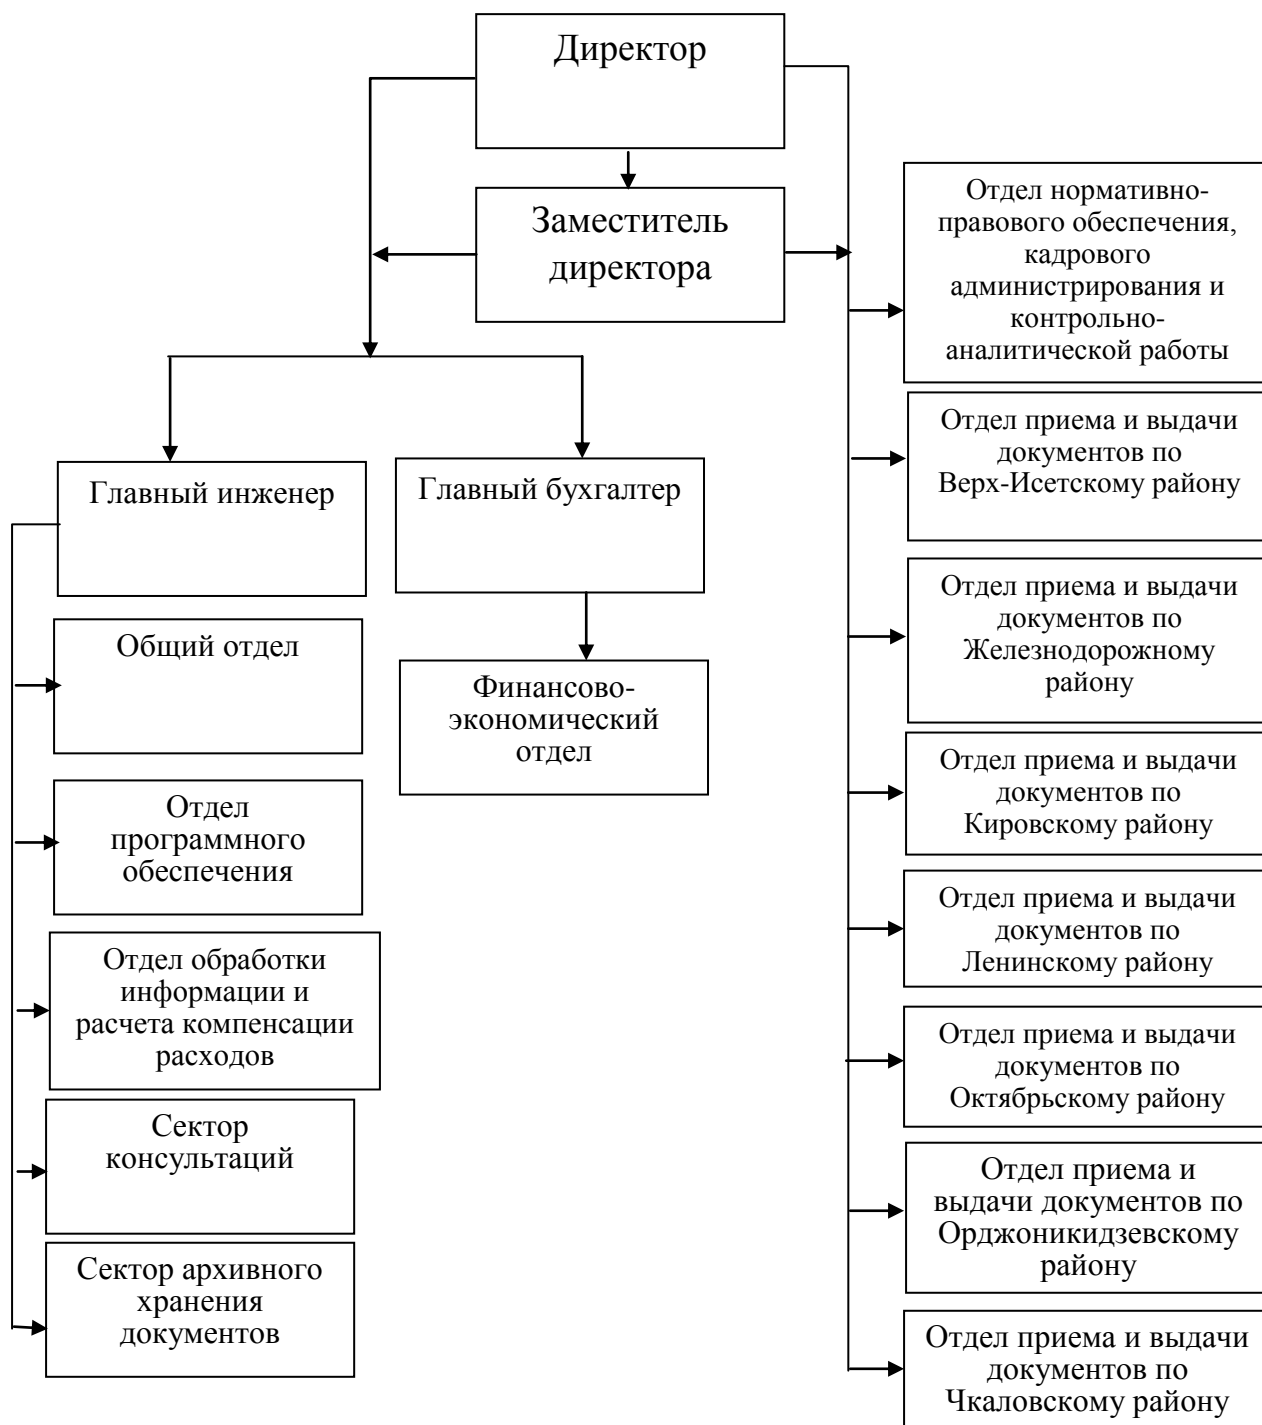 Директор
Заместитель
директора
Главный инженер
Главный бухгалтер
Общий отдел
Финансово-
экономический
отдел
Отдел
программного
обеспечения
Отдел обработки
информации и
расчета компенсации
расходов
Сектор
консультаций
Сектор архивного
хранения
документов
Отдел нормативно-
правового обеспечения,
кадрового
администрирования и
контрольно-
аналитической работы
Отдел приема и выдачи
документов по
Верх-Исетскому району
Отдел приема и выдачи
документов по
Железнодорожному
району
Отдел приема и выдачи
документов по
Кировскому району
Отдел приема и выдачи
документов по
Ленинскому району
Отдел приема и выдачи
документов по
Октябрьскому району
Отдел приема и
выдачи документов по
Орджоникидзевскому
району
Отдел приема и выдачи
документов по
Чкаловскому району